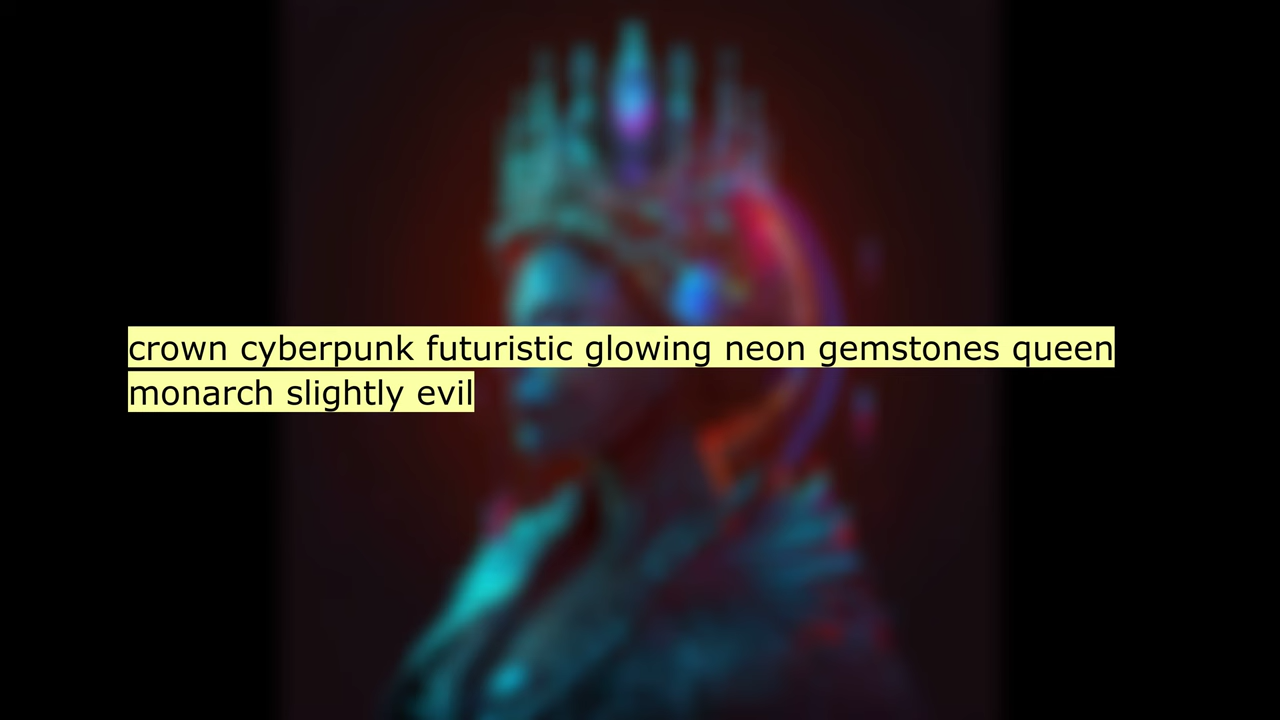 crown cyberpunk futuristic glowing neon gemstones queen
monarch slightly evil